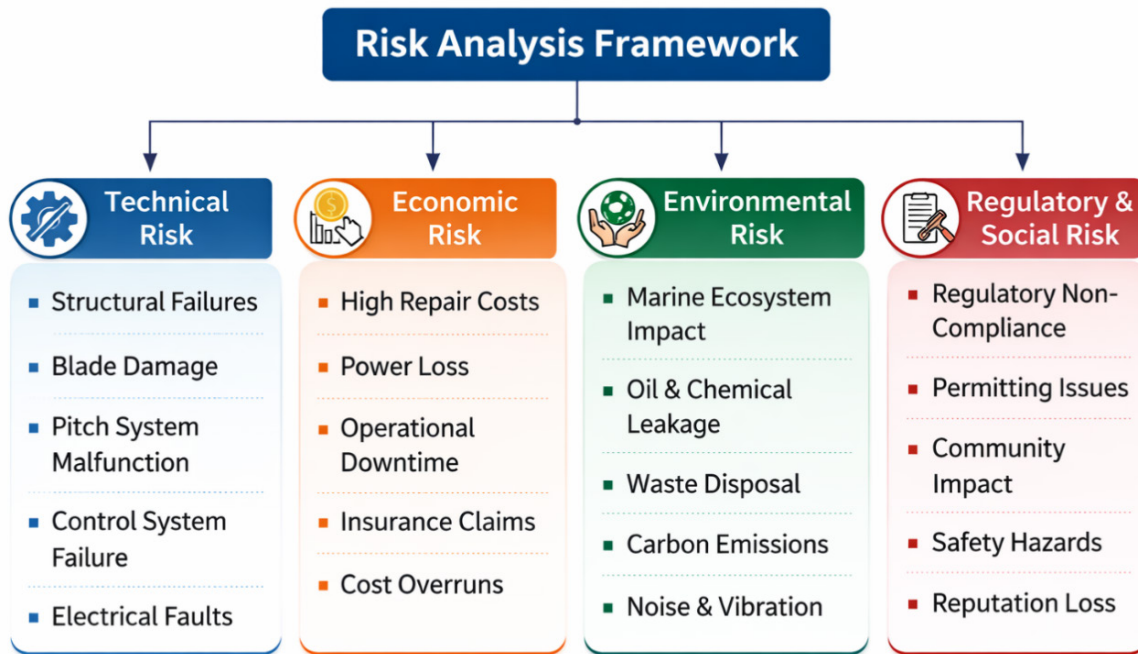 Risk Analysis Framework
Technical
Risk
Structural Failures
Blade Damage
Pitch System
Malfunction
Control System
Failure
Electrical Faults
Economic
Risk
High Repair Costs
Power Loss
Operational
Downtime
Insurance Claims
Cost Overruns
Environmental
Risk
Marine Ecosystem
Impact
Oil & Chemical
Leakage
Waste Disposal
Carbon Emissions
Noise & Vibration
Regulatory &
Social Risk
Regulatory Non-
Compliance
Permitting Issues
Community
Impact
Safety Hazards
Reputation Loss